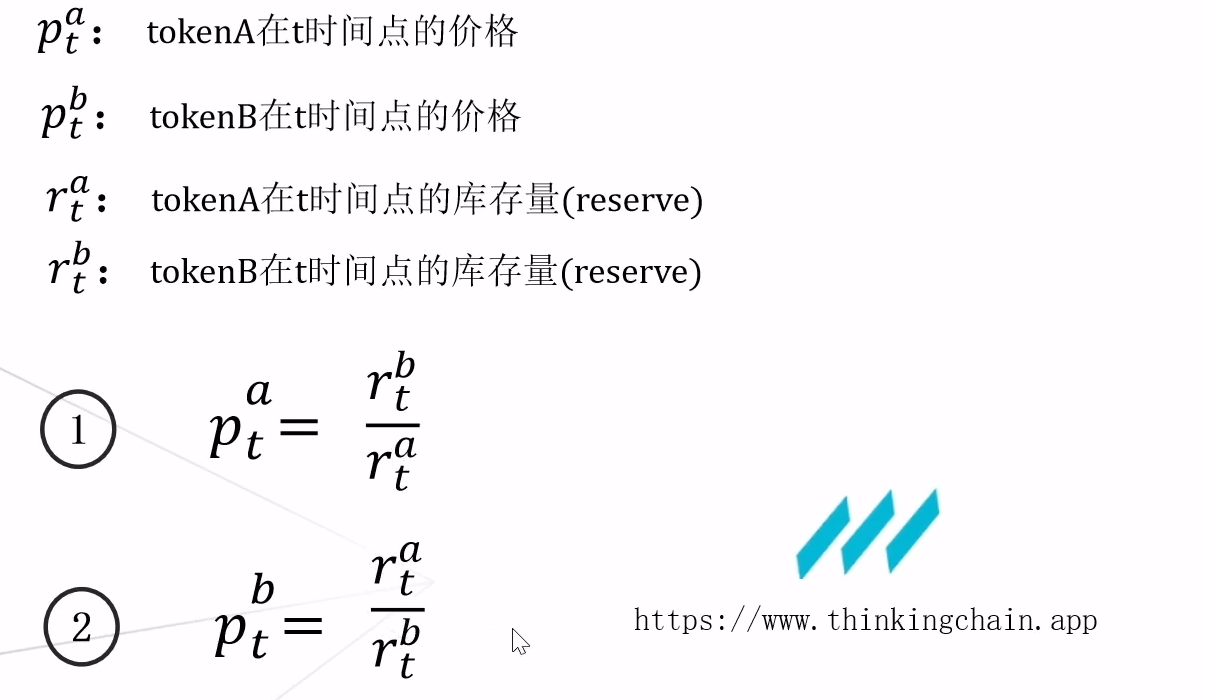 p_t^a： tokenA在t时间点的价格
p_t^b： tokenB在t时间点的价格
r_t^a： tokenA在t时间点的库存量(reserve)
r_t^b： tokenB在t时间点的库存量(reserve)
① p_t^a = r_t^b / r_t^a
② p_t^b = r_t^a / r_t^b
https://www.thinkingchain.app